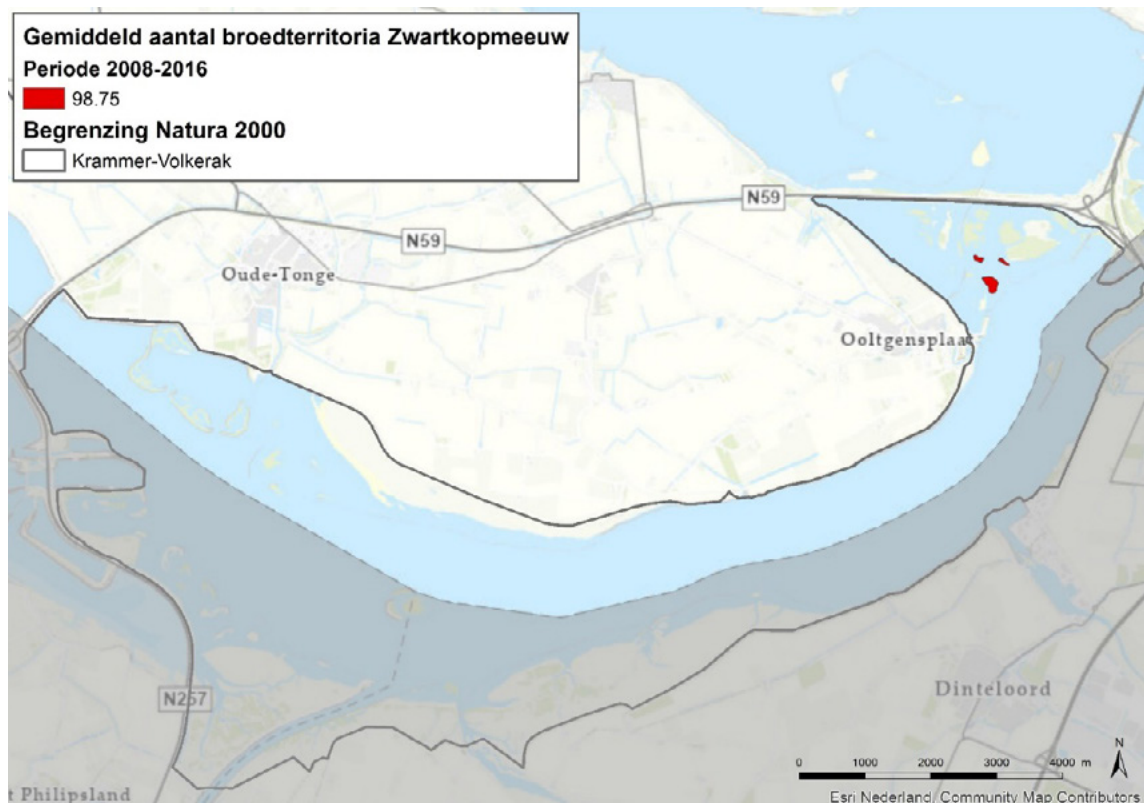 Gemiddeld aantal broedterritoria Zwartkopmeeuw
Periode 2008-2016
98.75
Begrenzing Natura 2000
Krammer-Volkerak
N59
N59
Oude-Tonge
Ooltgensplaat
N257
Dinteloord
t Philipsland
N
0 1000 2000 3000 4000 m
Esri Nederland, Community Map Contributors